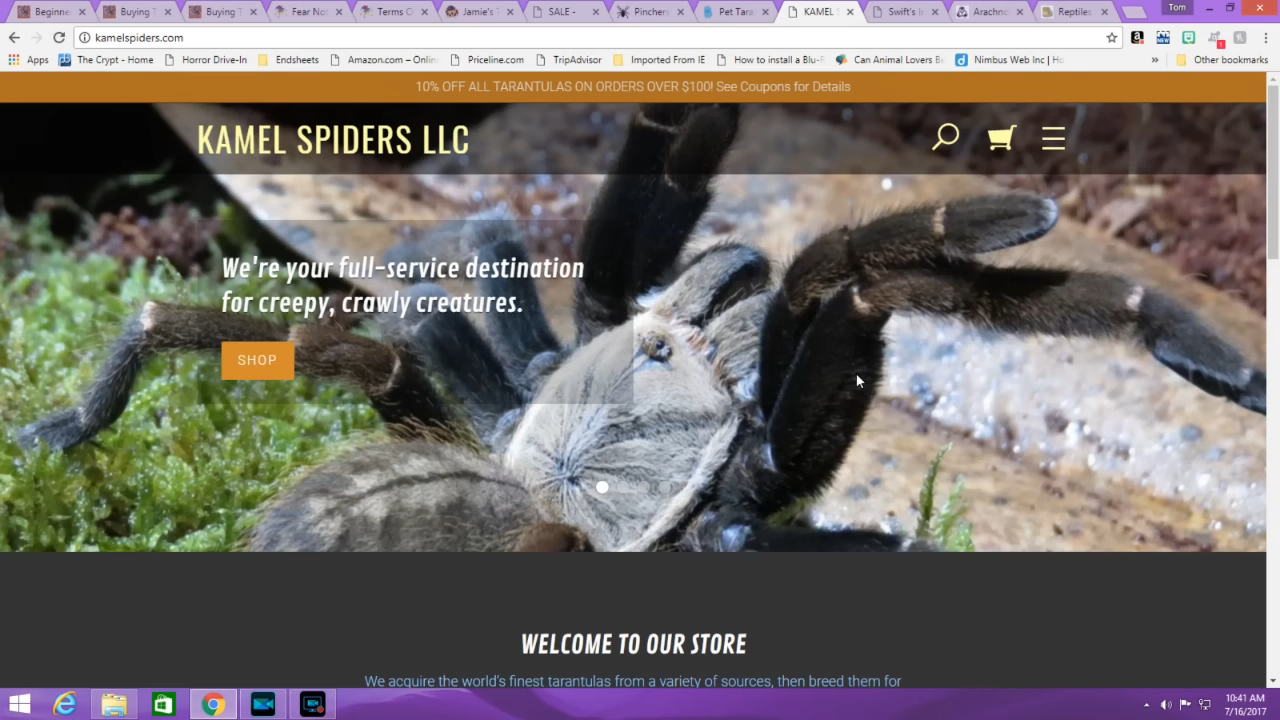 Beginne
Buying T
Buying T
Fear No
Terms O
Jamie's
SALE -
Pinchers
Pet Tara
KAMEL S
Swift's I
Arachno
Reptiles
Tom
kamelspiders.com
Apps
The Crypt - Home
Horror Drive-In
Endsheets
Amazon.com – Onlin
Priceline.com
TripAdvisor
Imported From IE
How to install a Blu-R
Can Animal Lovers Be
Nimbus Web Inc | Ho
»
Other bookmarks
10% OFF ALL TARANTULAS ON ORDERS OVER $100! See Coupons for Details
KAMEL SPIDERS LLC
We're your full-service destination
for creepy, crawly creatures.
SHOP
WELCOME TO OUR STORE
We acquire the world's finest tarantulas from a variety of sources, then breed them for
10:41 AM
7/16/2017